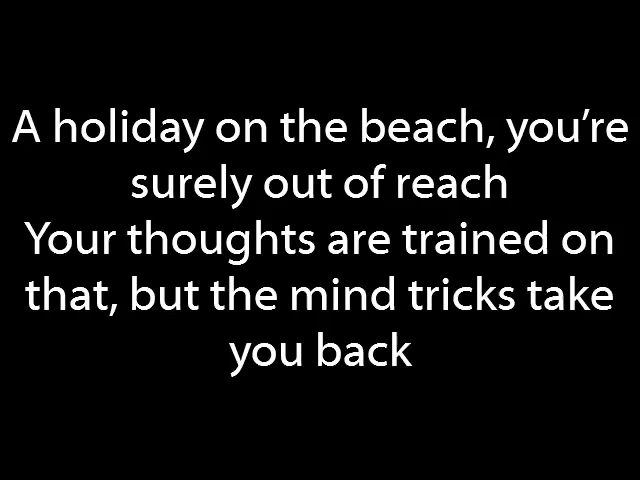 A holiday on the beach, you’re
surely out of reach
Your thoughts are trained on
that, but the mind tricks take
you back